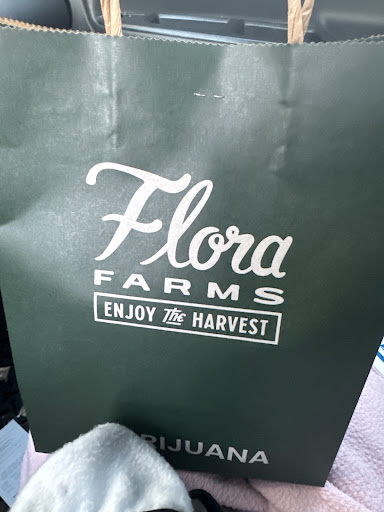 Flora
FARMS
ENJOY The HARVEST
RIJUANA